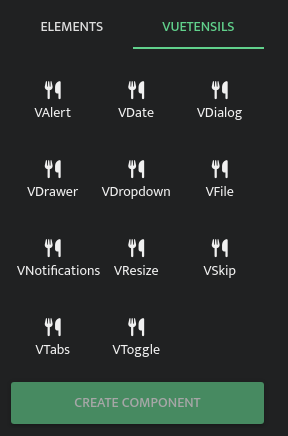 ELEMENTS VUETENSILS
VAlert VDate VDialog
VDrawer VDropdown VFile
VNotifications VResize VSkip
VTabs VToggle
CREATE COMPONENT